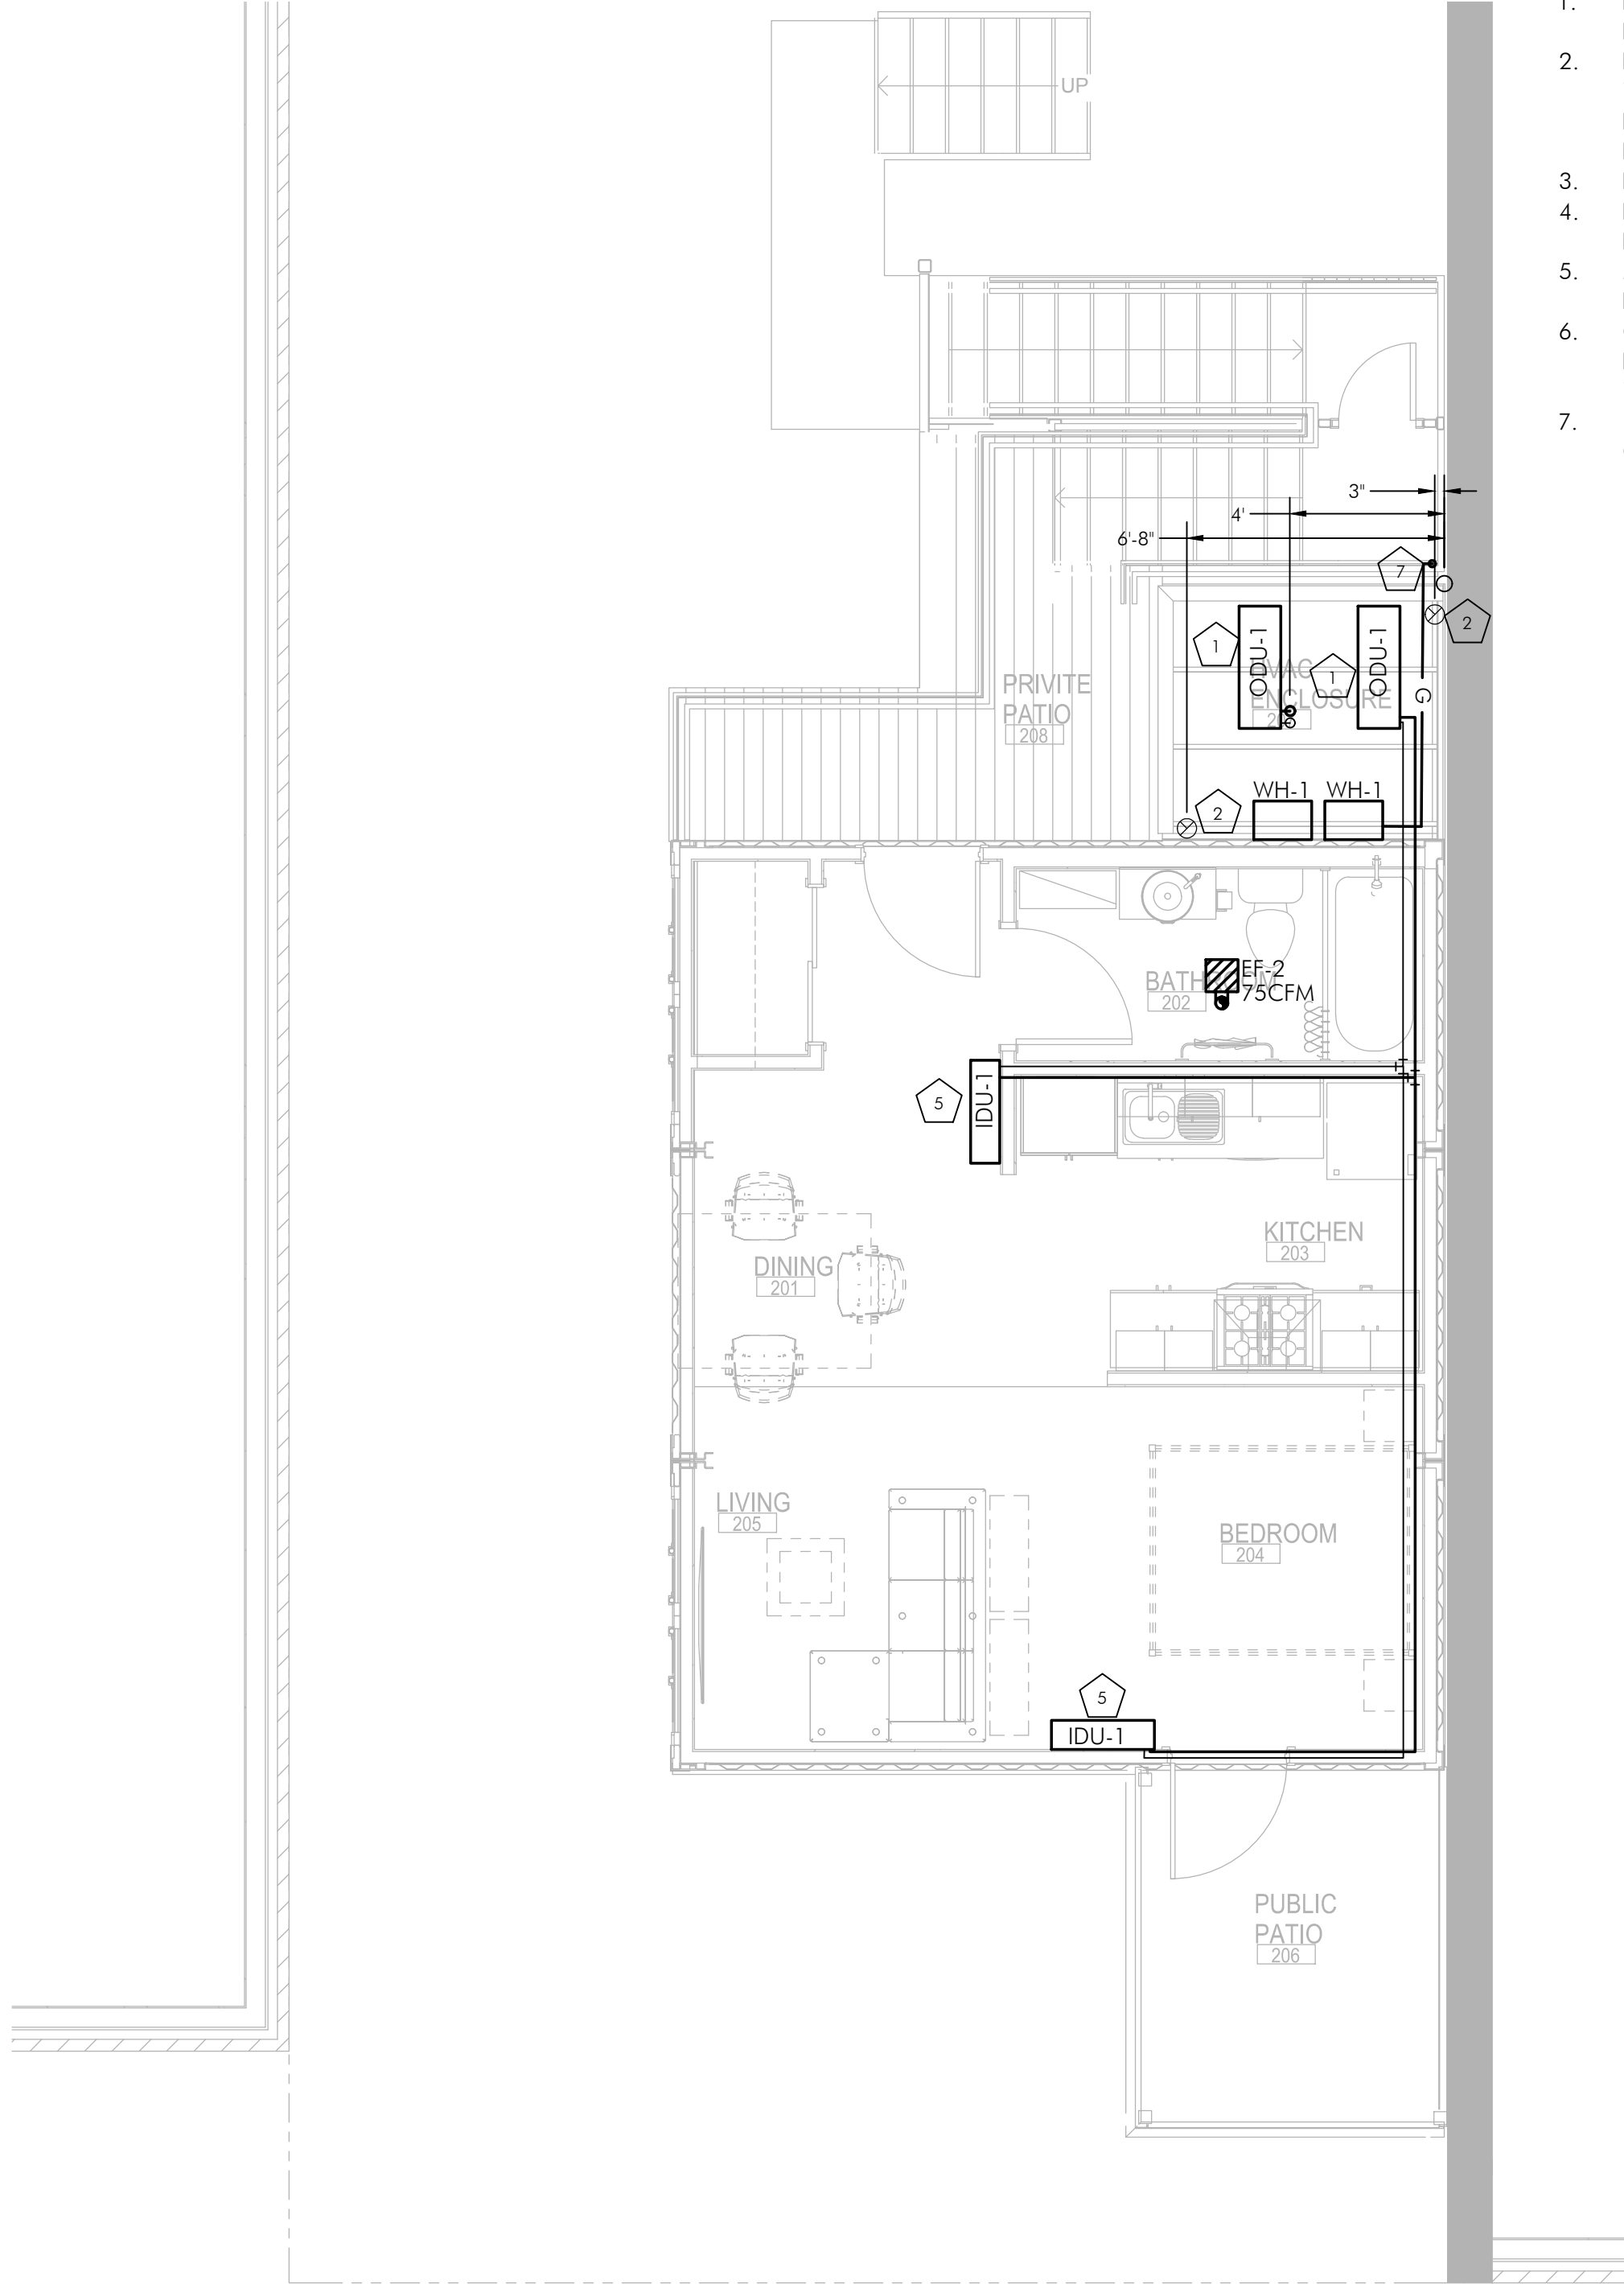 1.
2.
3.
4.
5.
6.
7.
UP
3"
4'
6'-8"
7
2
1
ODU-1
1
ODU-1
HVAC
ENCLOSURE
G
PRIVITE
PATIO
208
2
WH-1
WH-1
BATHROOM
202
EF-2
75CFM
5
IDU-1
KITCHEN
203
DINING
201
LIVING
205
BEDROOM
204
5
IDU-1
PUBLIC
PATIO
206